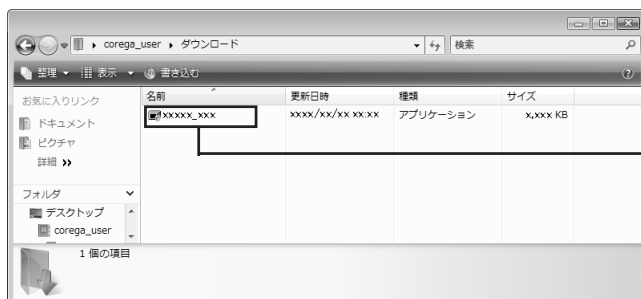 corega_user ダウンロード 検索
整理 表示 書き込む
お気に入りリンク
ドキュメント
ピクチャ
詳細 »
フォルダ
デスクトップ
corega_user
名前 更新日時 種類 サイズ
xxxxx_xxx xxxx/xx/xx xx:xx アプリケーション x,xxx KB
1 個の項目